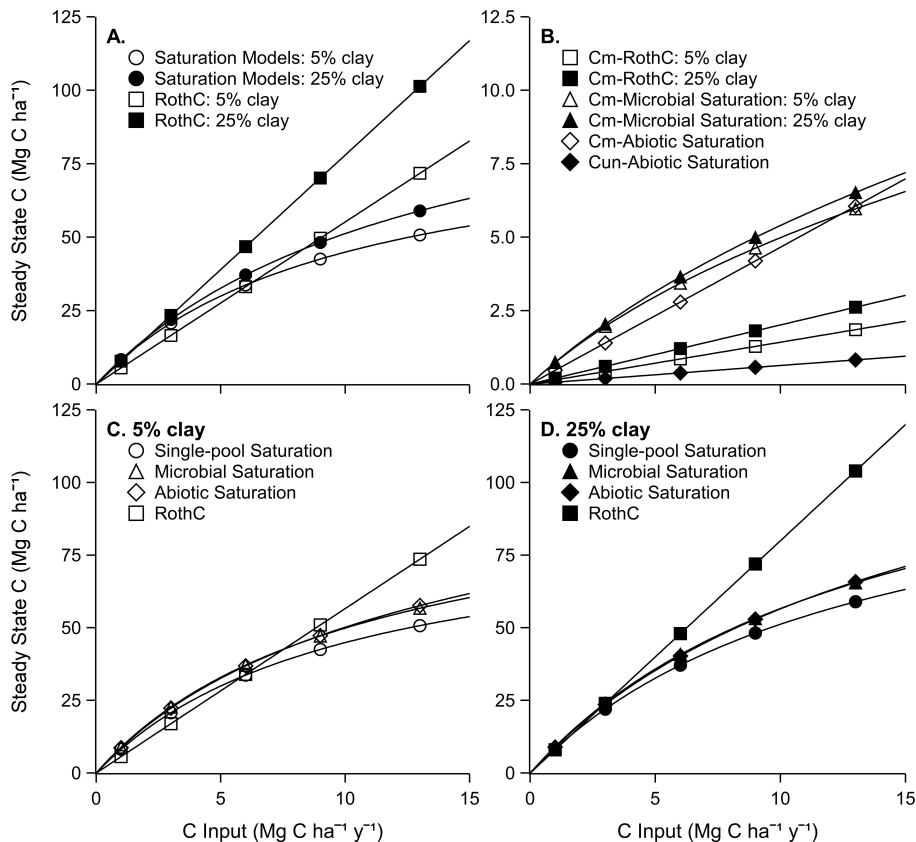 A.
Saturation Models: 5% clay
Saturation Models: 25% clay
RothC: 5% clay
RothC: 25% clay
125
100
75
50
25
0
Steady State C (Mg C ha⁻¹)
B.
Cm-RothC: 5% clay
Cm-RothC: 25% clay
Cm-Microbial Saturation: 5% clay
Cm-Microbial Saturation: 25% clay
Cm-Abiotic Saturation
Cun-Abiotic Saturation
12.5
10.0
7.5
5.0
2.5
0.0
C. 5% clay
Single-pool Saturation
Microbial Saturation
Abiotic Saturation
RothC
125
100
75
50
25
0
Steady State C (Mg C ha⁻¹)
0 5 10 15
C Input (Mg C ha⁻¹ y⁻¹)
D. 25% clay
Single-pool Saturation
Microbial Saturation
Abiotic Saturation
RothC
125
100
75
50
25
0
0 5 10 15
C Input (Mg C ha⁻¹ y⁻¹)